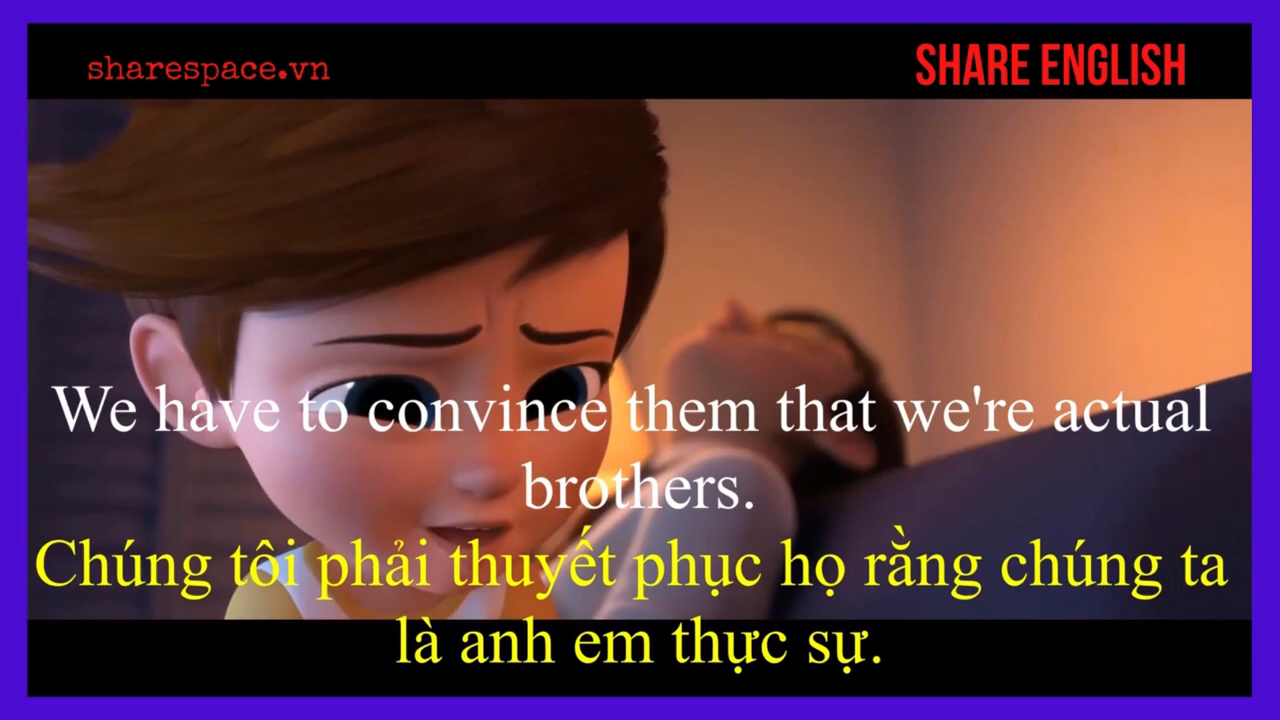 sharespace.vn
SHARE ENGLISH
We have to convince them that we're actual
brothers.
Chúng tôi phải thuyết phục họ rằng chúng ta
là anh em thực sự.